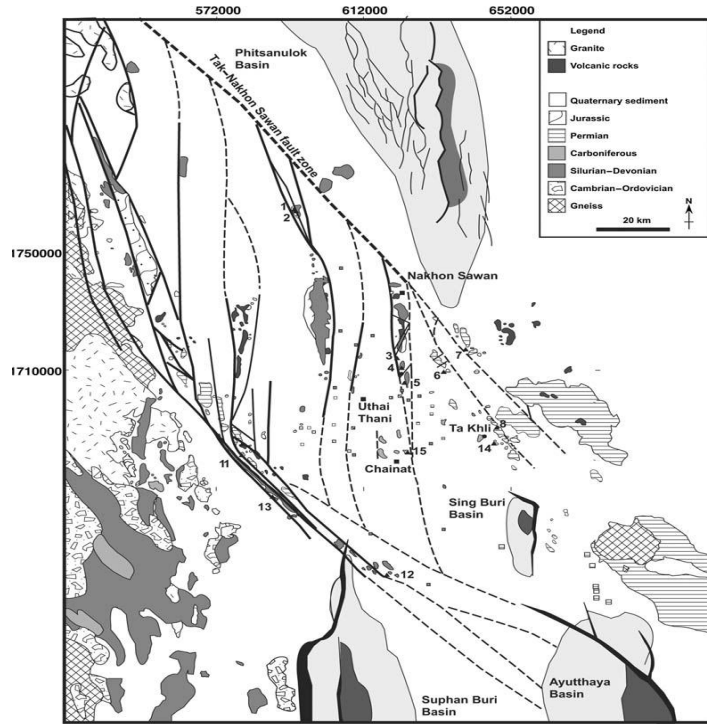 572000
612000
652000
Legend
Granite
Volcanic rocks
Quaternary sediment
Jurassic
Permian
Carboniferous
Silurian–Devonian
Cambrian–Ordovician
Gneiss
20 km
N
Phitsanulok
Basin
Tak–Nakhon Sawan fault zone
1
2
1750000
Nakhon Sawan
3
7
4
1710000
6
5
Uthai
Thani
Ta Khli
8
14
15
11
Chainat
13
Sing Buri
Basin
12
Suphan Buri
Basin
Ayutthaya
Basin